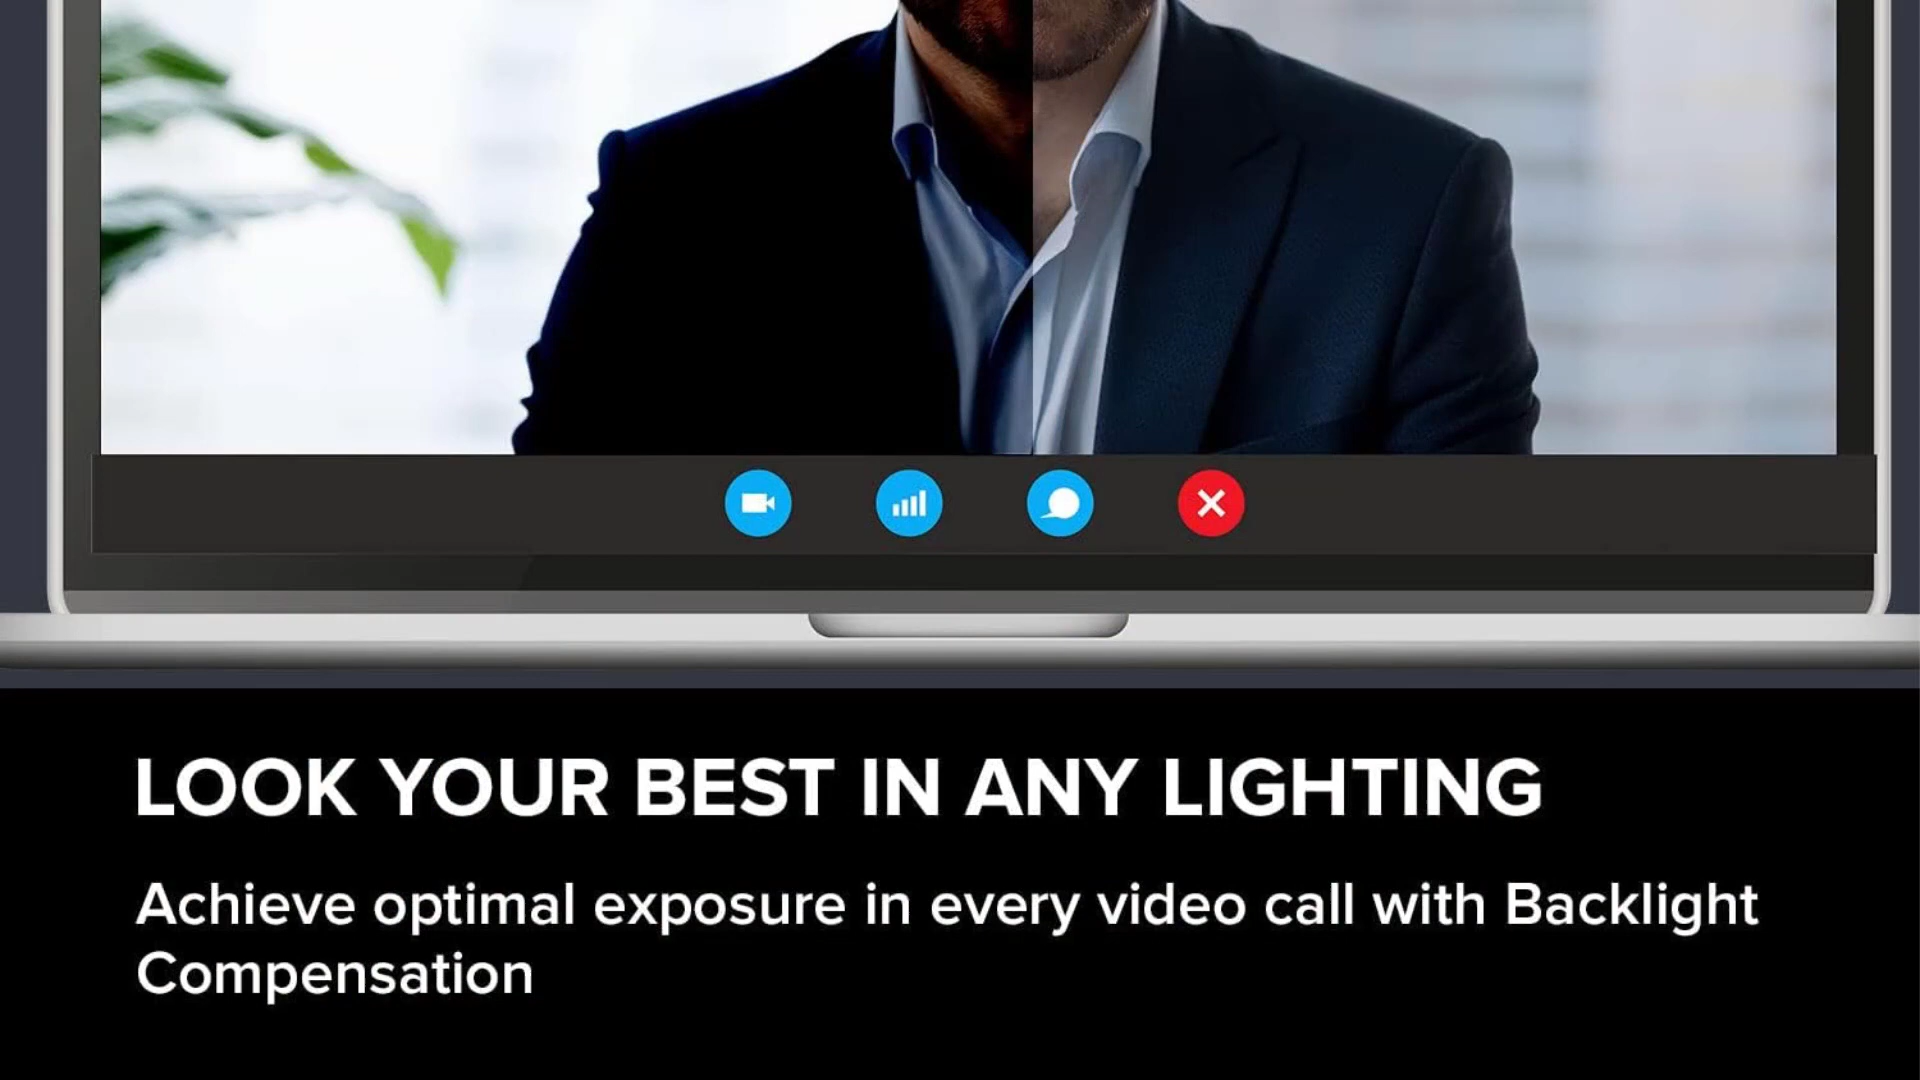 LOOK YOUR BEST IN ANY LIGHTING
Achieve optimal exposure in every video call with Backlight
Compensation